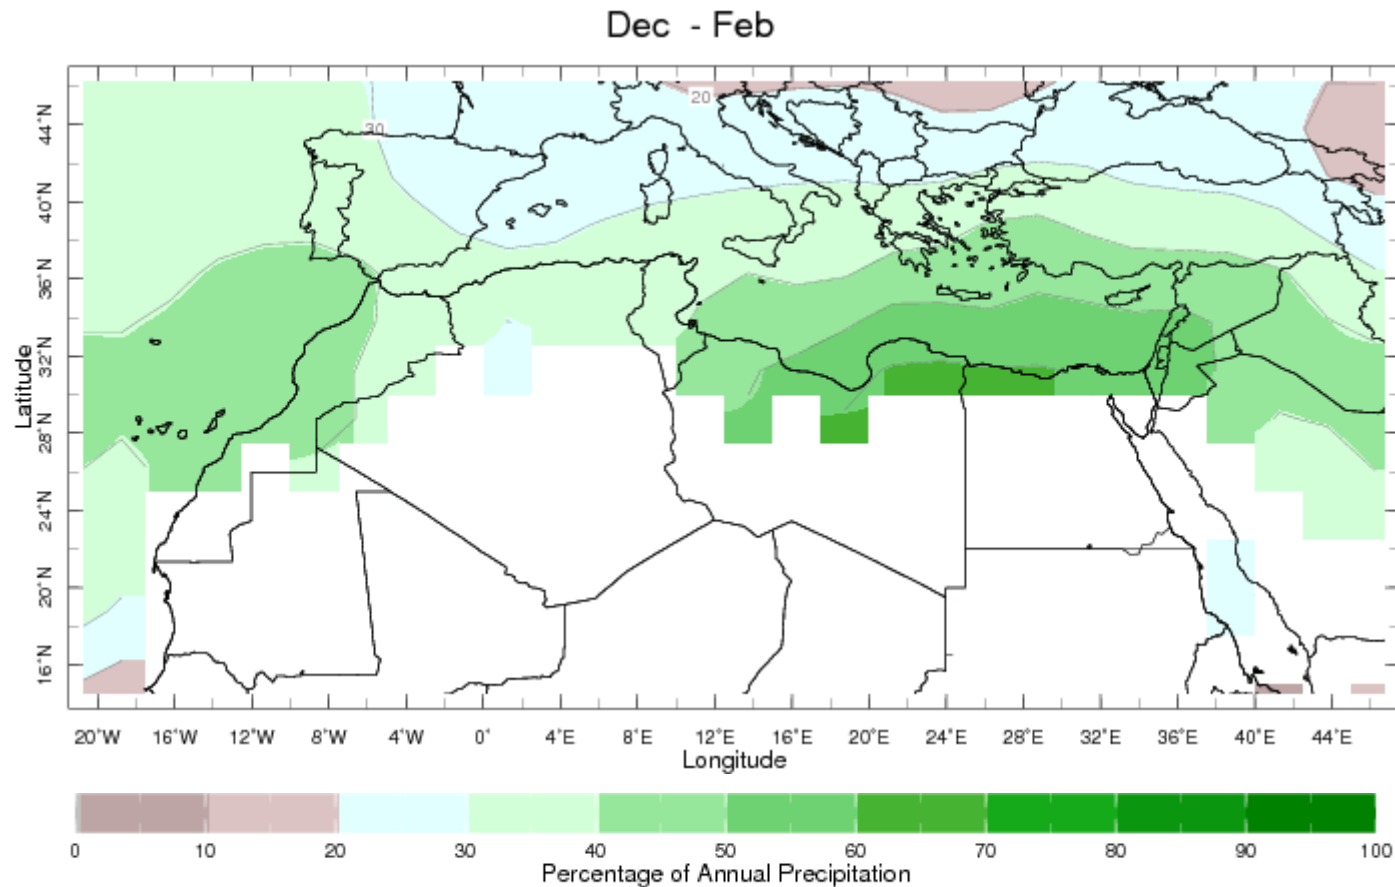 Dec - Feb
20
30
44°N
40°N
36°N
32°N
28°N
24°N
20°N
16°N
Latitude
20°W 16°W 12°W 8°W 4°W 0° 4°E 8°E 12°E 16°E 20°E 24°E 28°E 32°E 36°E 40°E 44°E
Longitude
0 10 20 30 40 50 60 70 80 90 100
Percentage of Annual Precipitation